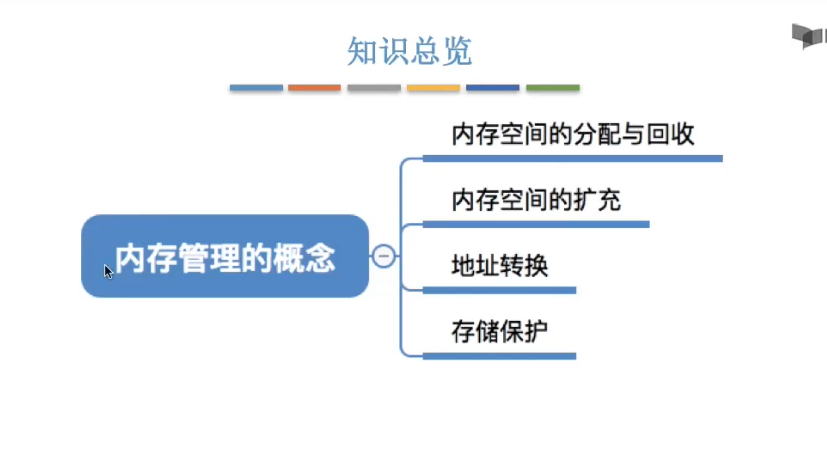 知识总览
内存空间的分配与回收
内存空间的扩充
内存管理的概念
地址转换
存储保护